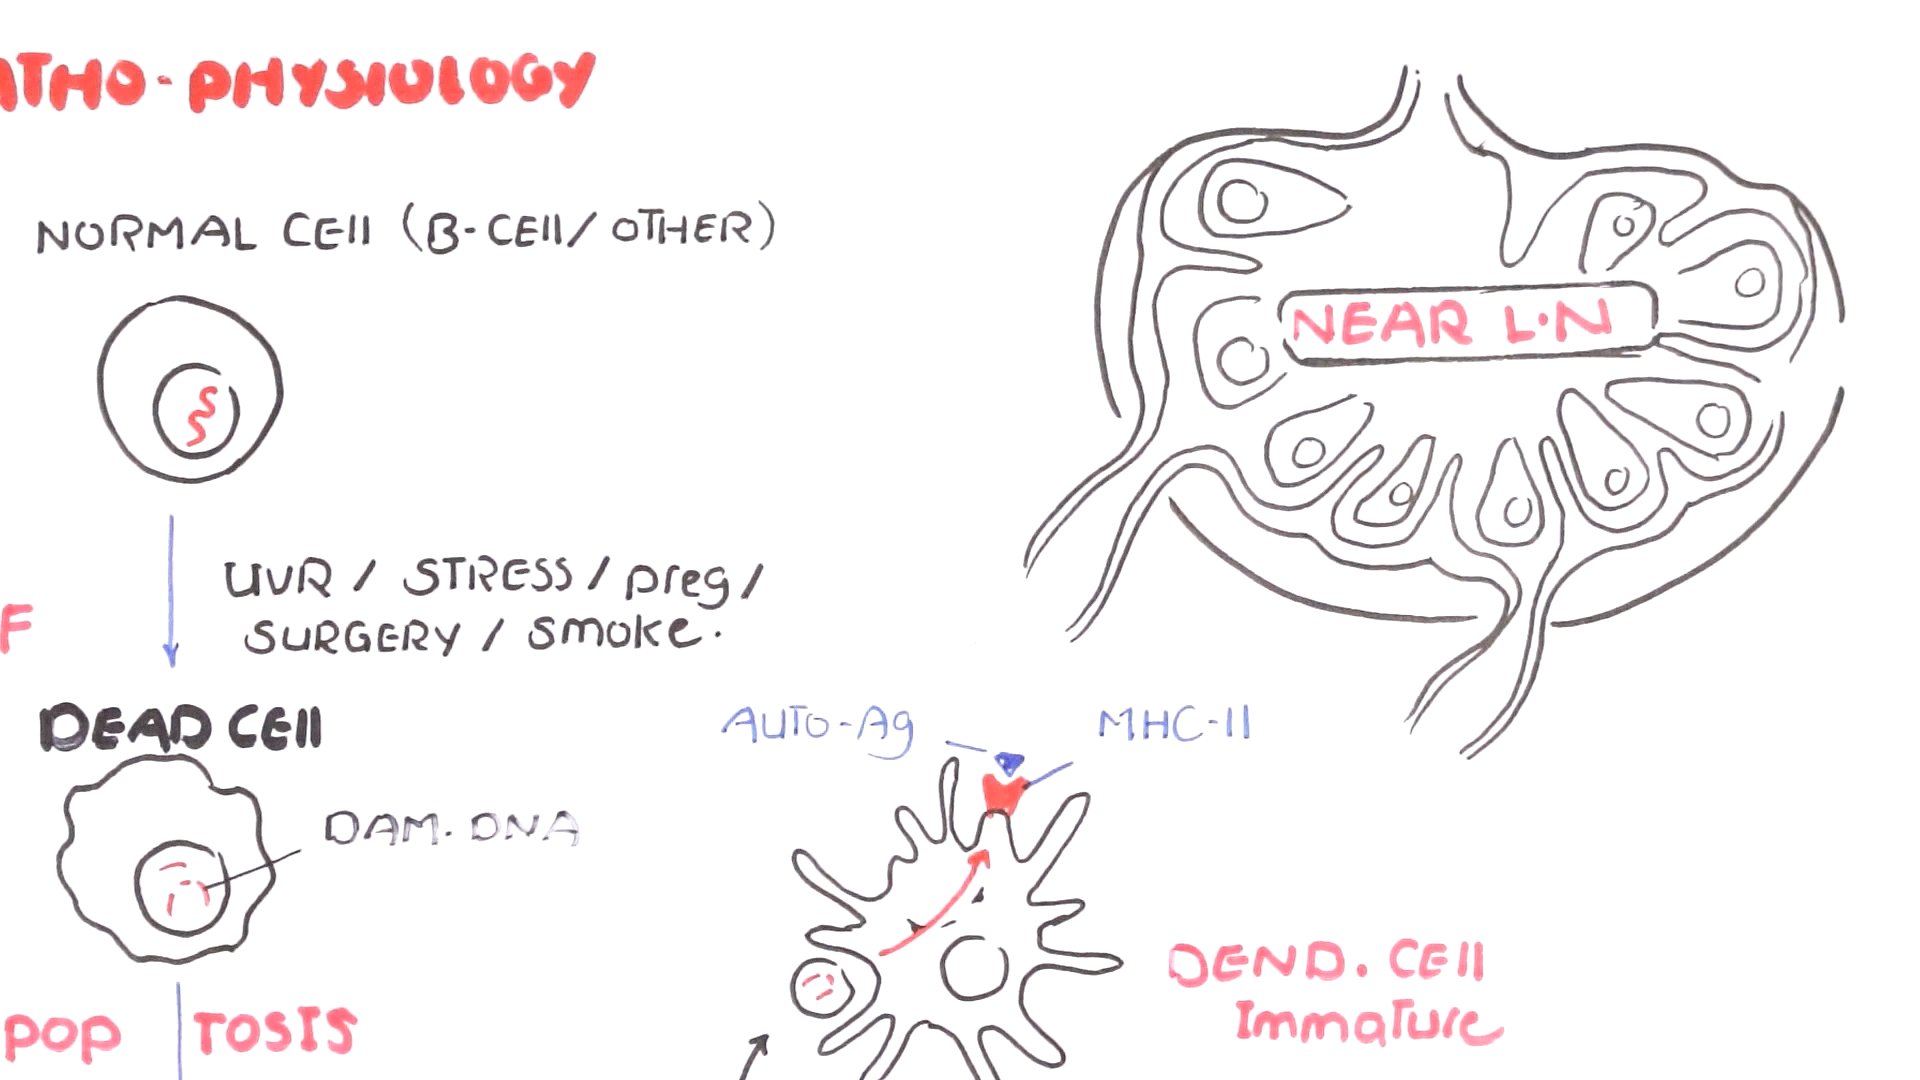 ATHO-PHYSIOLOGY
NORMAL CEll (B-CEll/ OTHER)
NEAR L.N
UVR / STRESS / preg /
SURGERY / smoke.
F
DEAD CEll
AUTO-Ag
MHC-II
DAM. DNA
DEND. CEll
Immature
pop TOSIS